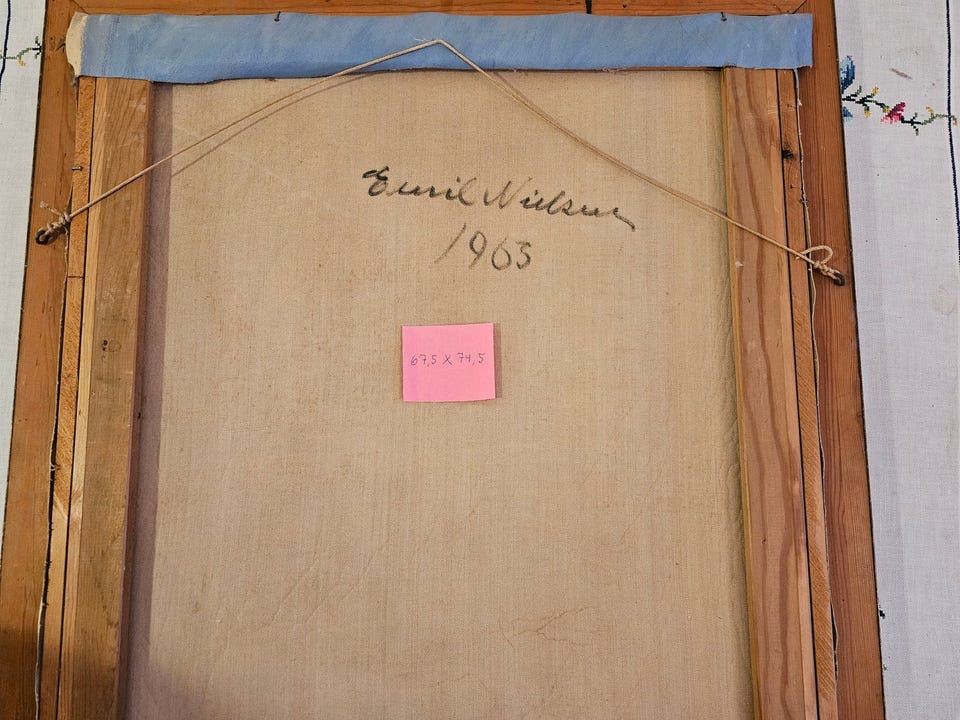 Emil Nielsen
1963
67,5 X 74,5